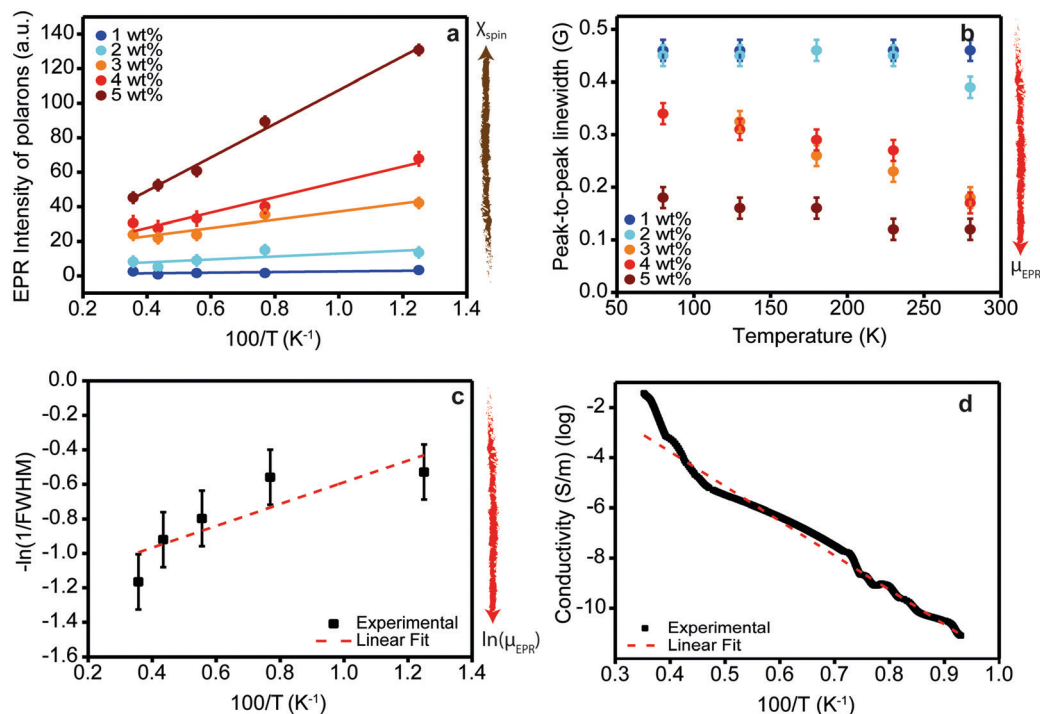 a
1 wt%
2 wt%
3 wt%
4 wt%
5 wt%
EPR Intensity of polarons (a.u.)
140
120
100
80
60
40
20
0
0.2 0.4 0.6 0.8 1.0 1.2 1.4
100/T (K⁻¹)
χspin
b
Peak-to-peak linewidth (G)
0.5
0.4
0.3
0.2
0.1
0.0
1 wt%
2 wt%
3 wt%
4 wt%
5 wt%
50 100 150 200 250 300
Temperature (K)
μEPR
c
-ln(1/FWHM)
0.0
-0.2
-0.4
-0.6
-0.8
-1.0
-1.2
-1.4
-1.6
Experimental
Linear Fit
0.2 0.4 0.6 0.8 1.0 1.2 1.4
100/T (K⁻¹)
ln(μEPR)
d
Conductivity (S/m) (log)
-2
-4
-6
-8
-10
Experimental
Linear Fit
0.3 0.4 0.5 0.6 0.7 0.8 0.9 1.0
100/T (K⁻¹)